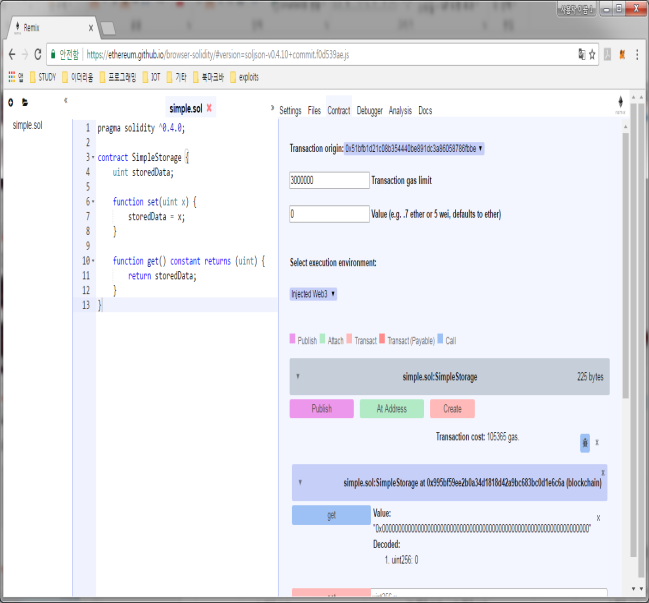 Remix
안전함 | https://ethereum.github.io/browser-solidity/#version=soljson-v0.4.10+commit.f0d539ae.js
앱 STUDY 이더리움 프로그래밍 IOT 기타 북마크바 exploits
simple.sol
simple.sol
Settings Files Contract Debugger Analysis Docs
1 pragma solidity ^0.4.0;
2
3 contract SimpleStorage {
4 uint storedData;
5
6 function set(uint x) {
7 storedData = x;
8 }
9
10 function get() constant returns (uint) {
11 return storedData;
12 }
13 }
Transaction origin:
3000000 Transaction gas limit
0 Value (e.g. .7 ether or 5 wei, defaults to ether)
Select execution environment:
Injected Web3
Publish Attach Transact Transact (Payable) Call
simple.sol:SimpleStorage 225 bytes
Publish At Address Create
Transaction cost: 105365 gas.
simple.sol:SimpleStorage at 0x995bf59ee2b0a34d1818d42a9bc683bc0d1e6c6a (blockchain)
get Value:
"0x0000000000000000000000000000000000000000000000000000000000000000"
Decoded:
1. uint256: 0